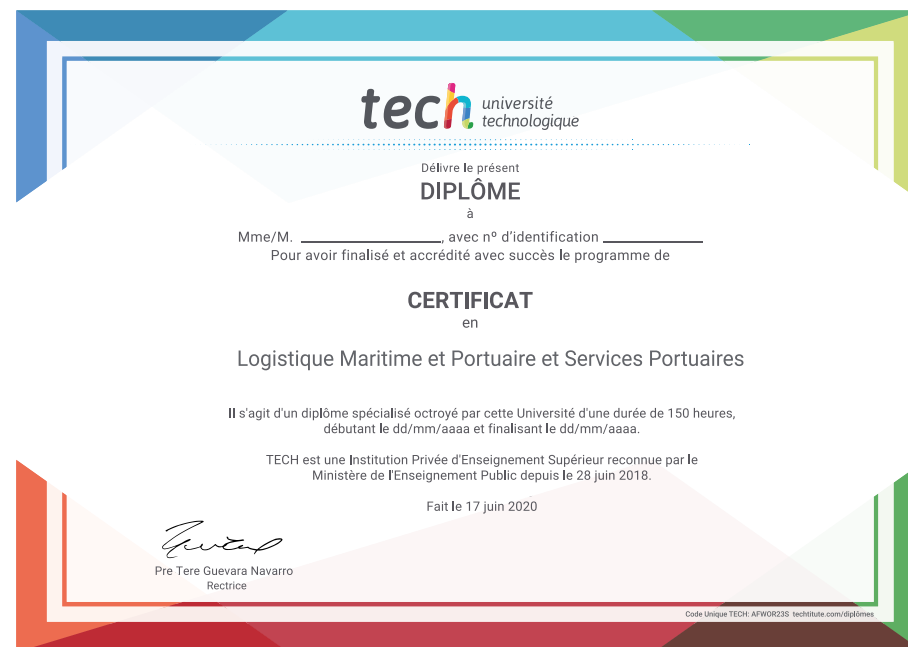 tech université
technologique
Délivre le présent
DIPLÔME
à
Mme/M. ____________________, avec nº d'identification ______________
Pour avoir finalisé et accrédité avec succès le programme de
CERTIFICAT
en
Logistique Maritime et Portuaire et Services Portuaires
Il s'agit d'un diplôme spécialisé octroyé par cette Université d'une durée de 150 heures,
débutant le dd/mm/aaaa et finalisant le dd/mm/aaaa.
TECH est une Institution Privée d'Enseignement Supérieur reconnue par le
Ministère de l'Enseignement Public depuis le 28 juin 2018.
Fait le 17 juin 2020
Pre Tere Guevara Navarro
Rectrice
Code Unique TECH: AFWOR23S techtitute.com/diplômes